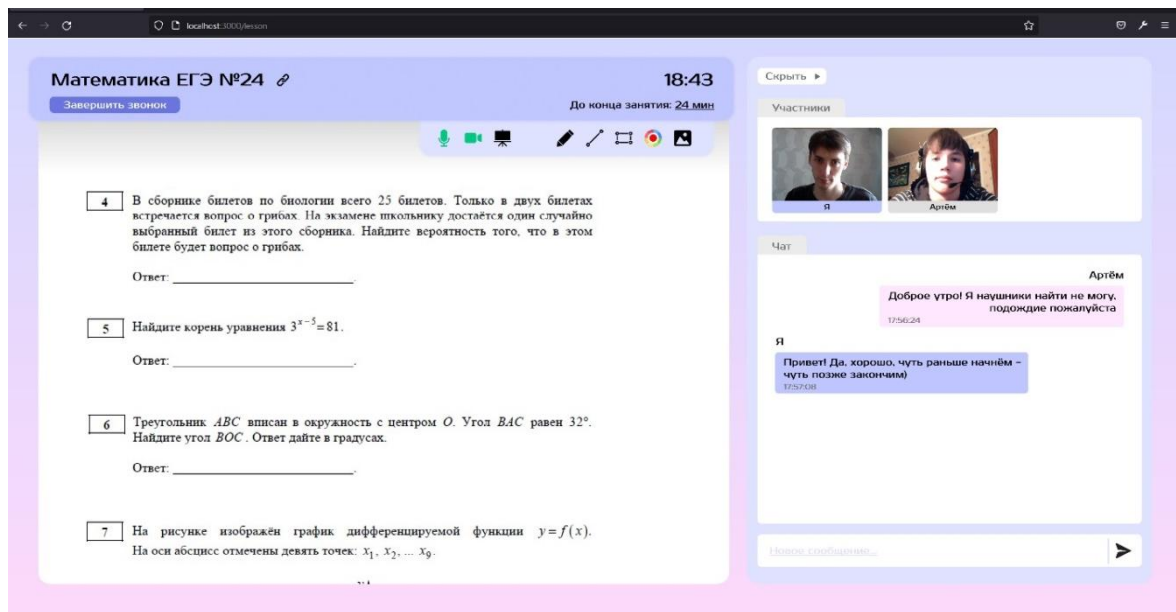 localhost:3000/lesson
Математика ЕГЭ №24
18:43
Завершить звонок
До конца занятия: 24 мин
4 В сборнике билетов по биологии всего 25 билетов. Только в двух билетах
встречается вопрос о грибах. На экзамене школьнику достаётся один случайно
выбранный билет из этого сборника. Найдите вероятность того, что в этом
билете будет вопрос о грибах.
Ответ: ____________________.
5 Найдите корень уравнения 3^{x−5}=81.
Ответ: ____________________.
6 Треугольник ABC вписан в окружность с центром O. Угол BAC равен 32°.
Найдите угол BOC. Ответ дайте в градусах.
Ответ: ____________________.
7 На рисунке изображён график дифференцируемой функции y=f(x).
На оси абсцисс отмечены девять точек: x₁, x₂, ... x₉.
Скрыть
Участники
Я
Артём
Чат
Артём
Доброе утро! Я наушники найти не могу,
подождие пожалуйста
17:56:24
Я
Привет! Да, хорошо, чуть раньше начнём –
чуть позже закончим)
17:57:08
Новое сообщение...